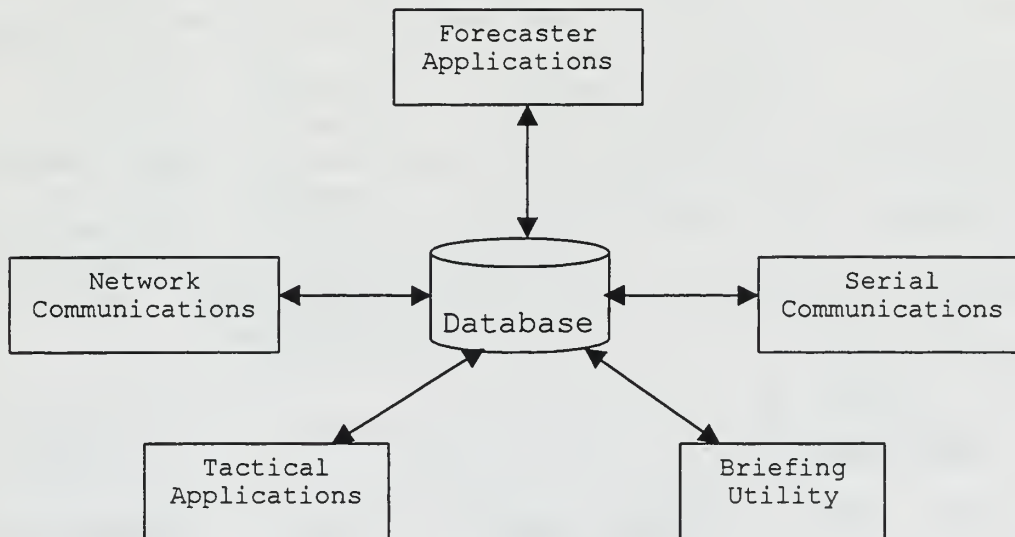 Forecaster
Applications
Network
Communications
Database
Serial
Communications
Tactical
Applications
Briefing
Utility